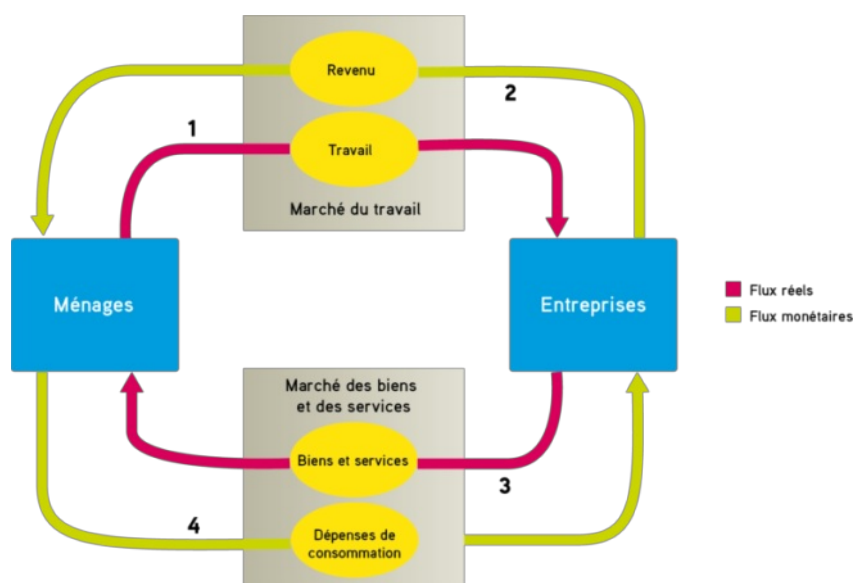 Revenu
2
1
Travail
Marché du travail
Ménages
Entreprises
Flux réels
Flux monétaires
Marché des biens
et des services
Biens et services
3
4
Dépenses de
consommation